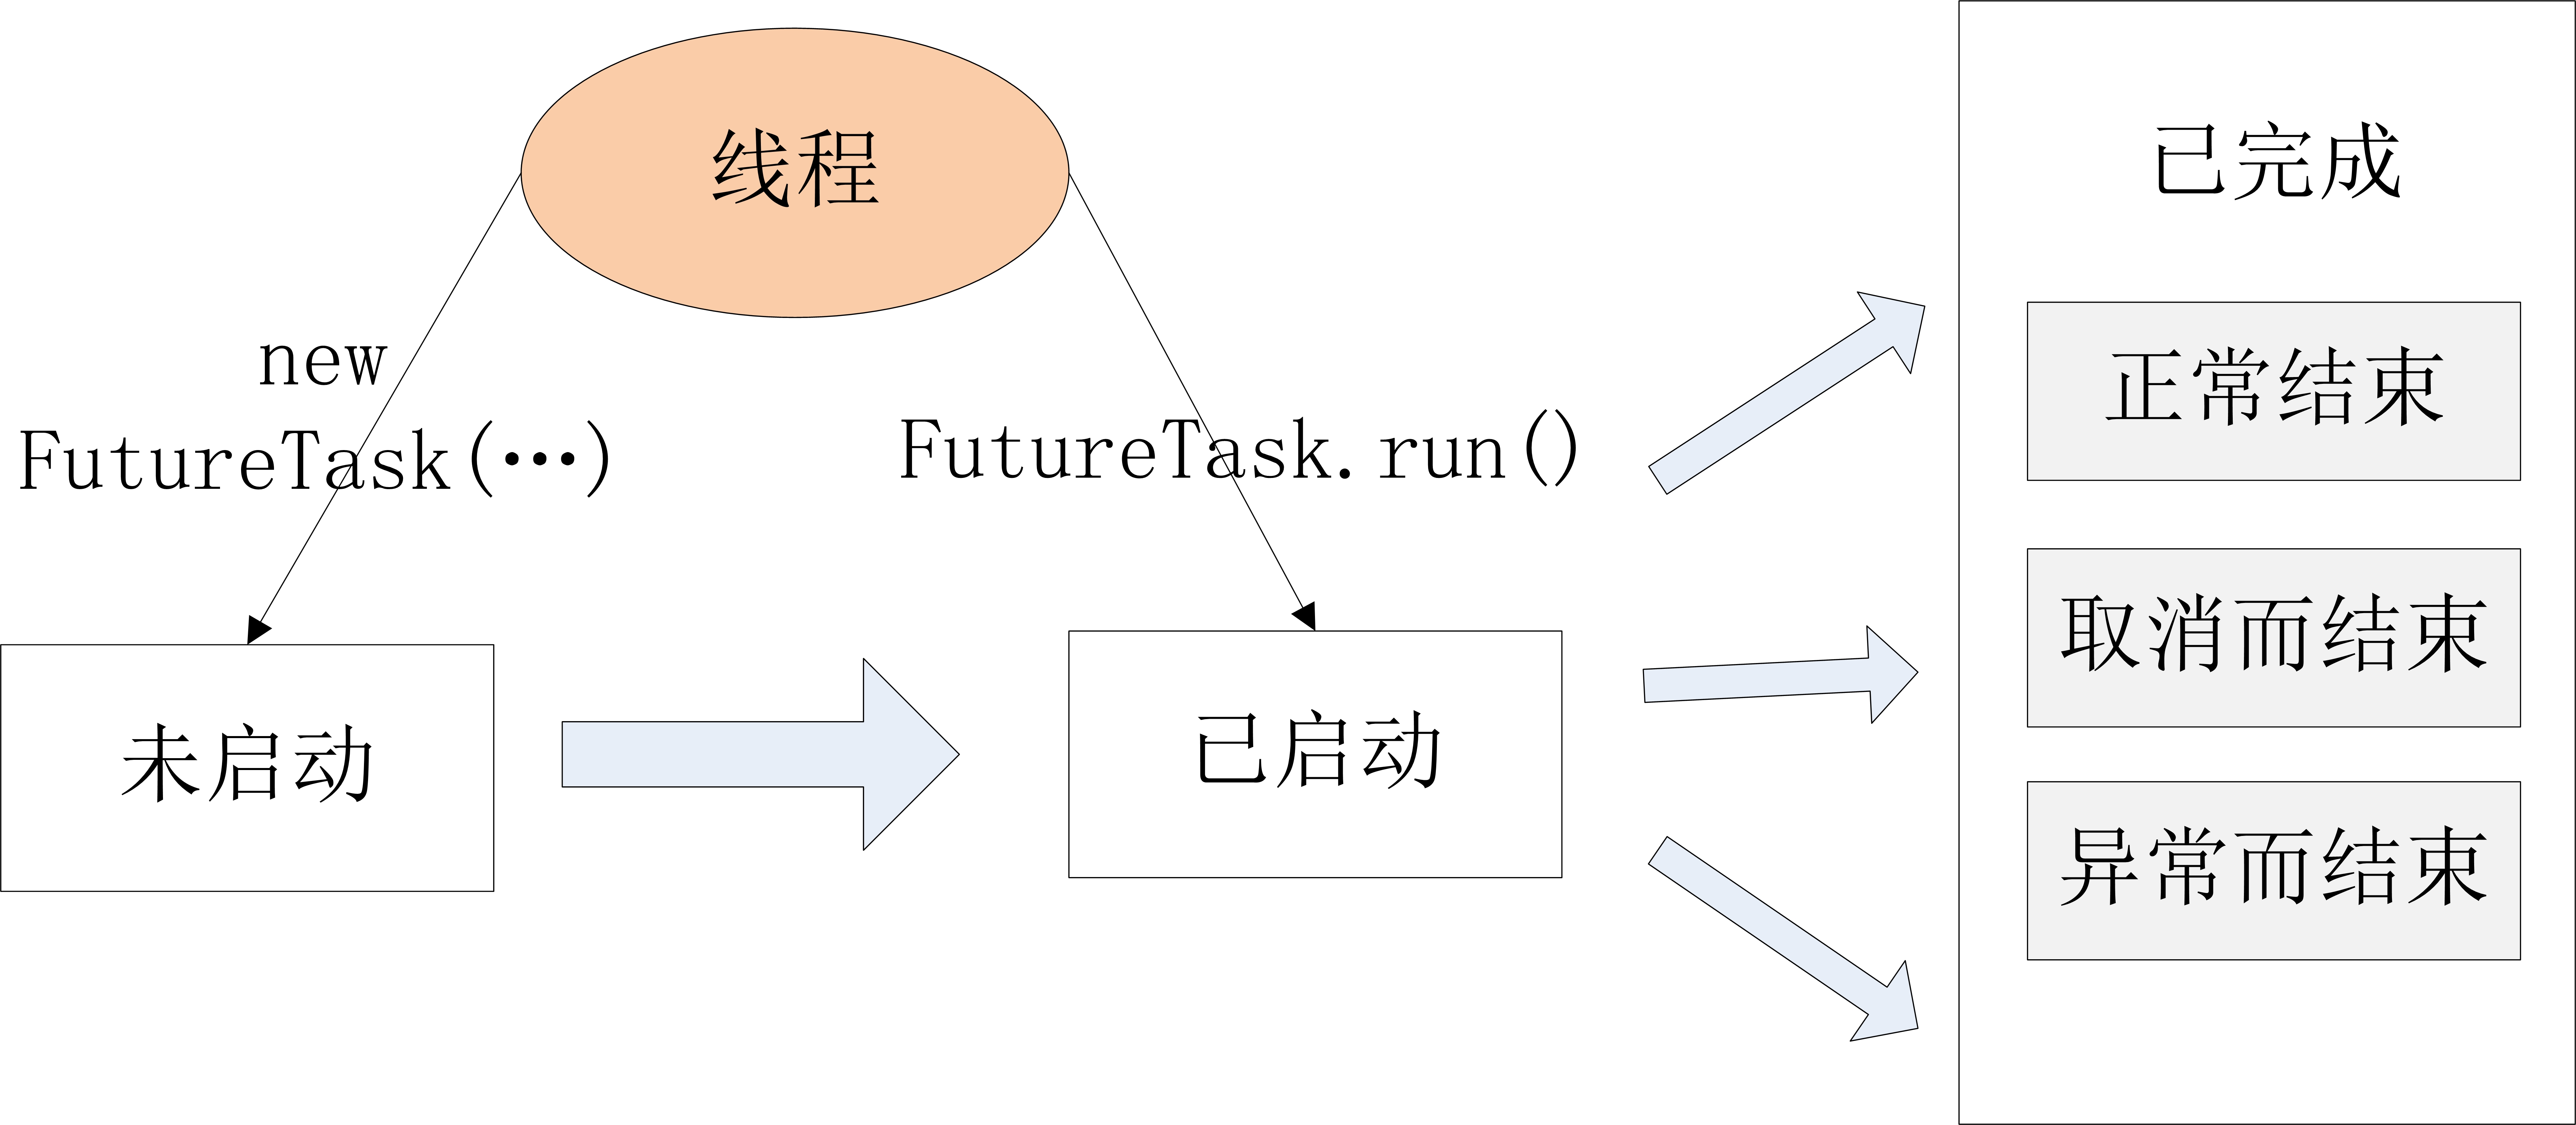 线程
new
FutureTask(…)
FutureTask.run()
未启动
已启动
已完成
正常结束
取消而结束
异常而结束